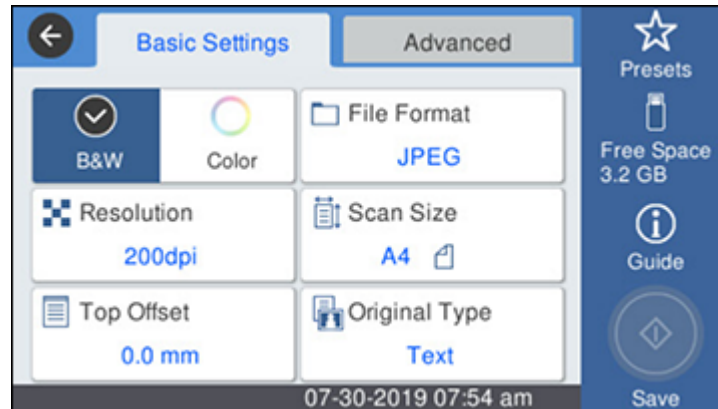 Basic Settings
Advanced
Presets
B&W
Color
File Format
JPEG
Free Space
3.2 GB
Resolution
200dpi
Scan Size
A4
Guide
Top Offset
0.0 mm
Original Type
Text
07-30-2019 07:54 am
Save